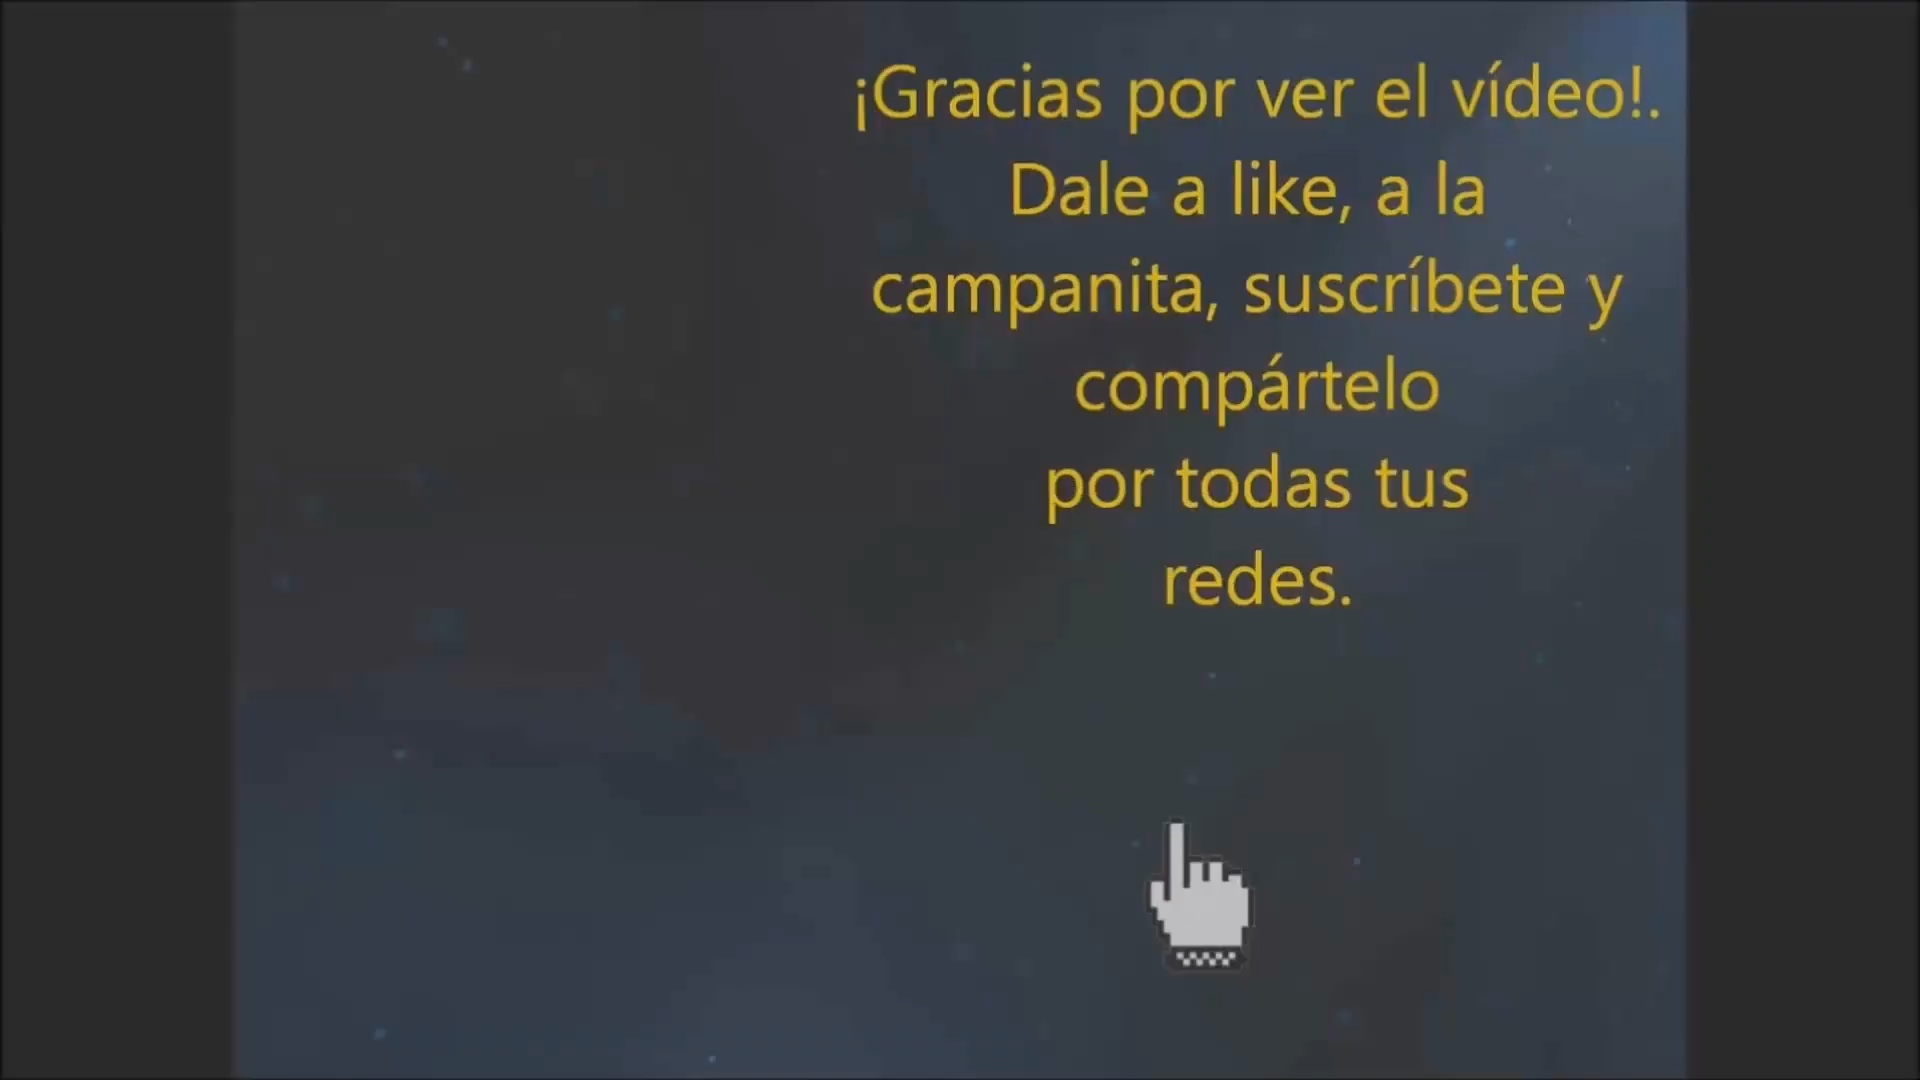 ¡Gracias por ver el vídeo!.
Dale a like, a la
campanita, suscríbete y
compártelo
por todas tus
redes.